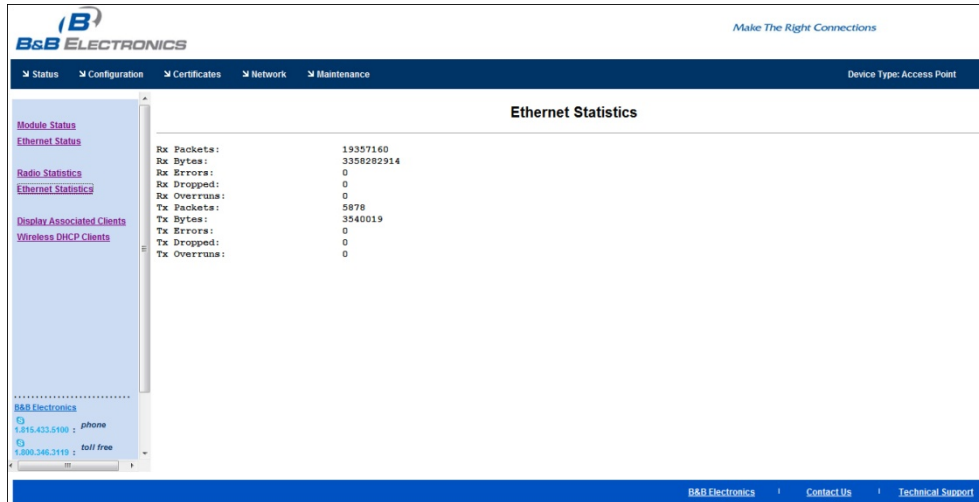 B&B ELECTRONICS
Make The Right Connections
Status Configuration Certificates Network Maintenance Device Type: Access Point
Module Status
Ethernet Status
Radio Statistics
Ethernet Statistics
Display Associated Clients
Wireless DHCP Clients
B&B Electronics
1.815.433.5100 : phone
1.800.346.3119 : toll free
Ethernet Statistics
Rx Packets: 19357160
Rx Bytes: 3358282914
Rx Errors: 0
Rx Dropped: 0
Rx Overruns: 0
Tx Packets: 5878
Tx Bytes: 3540019
Tx Errors: 0
Tx Dropped: 0
Tx Overruns: 0
B&B Electronics | Contact Us | Technical Support